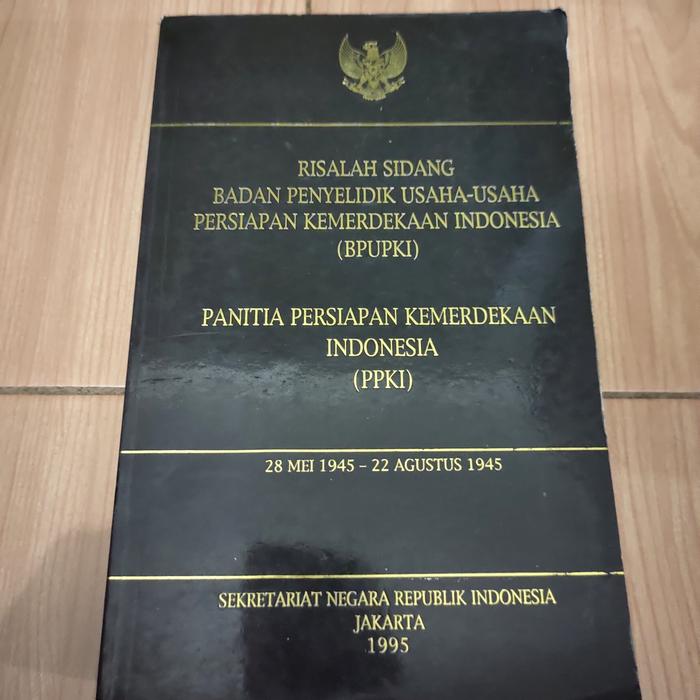 RISALAH SIDANG
BADAN PENYELIDIK USAHA-USAHA
PERSIAPAN KEMERDEKAAN INDONESIA
(BPUPKI)
PANITIA PERSIAPAN KEMERDEKAAN
INDONESIA
(PPKI)
28 MEI 1945 – 22 AGUSTUS 1945
SEKRETARIAT NEGARA REPUBLIK INDONESIA
JAKARTA
1995